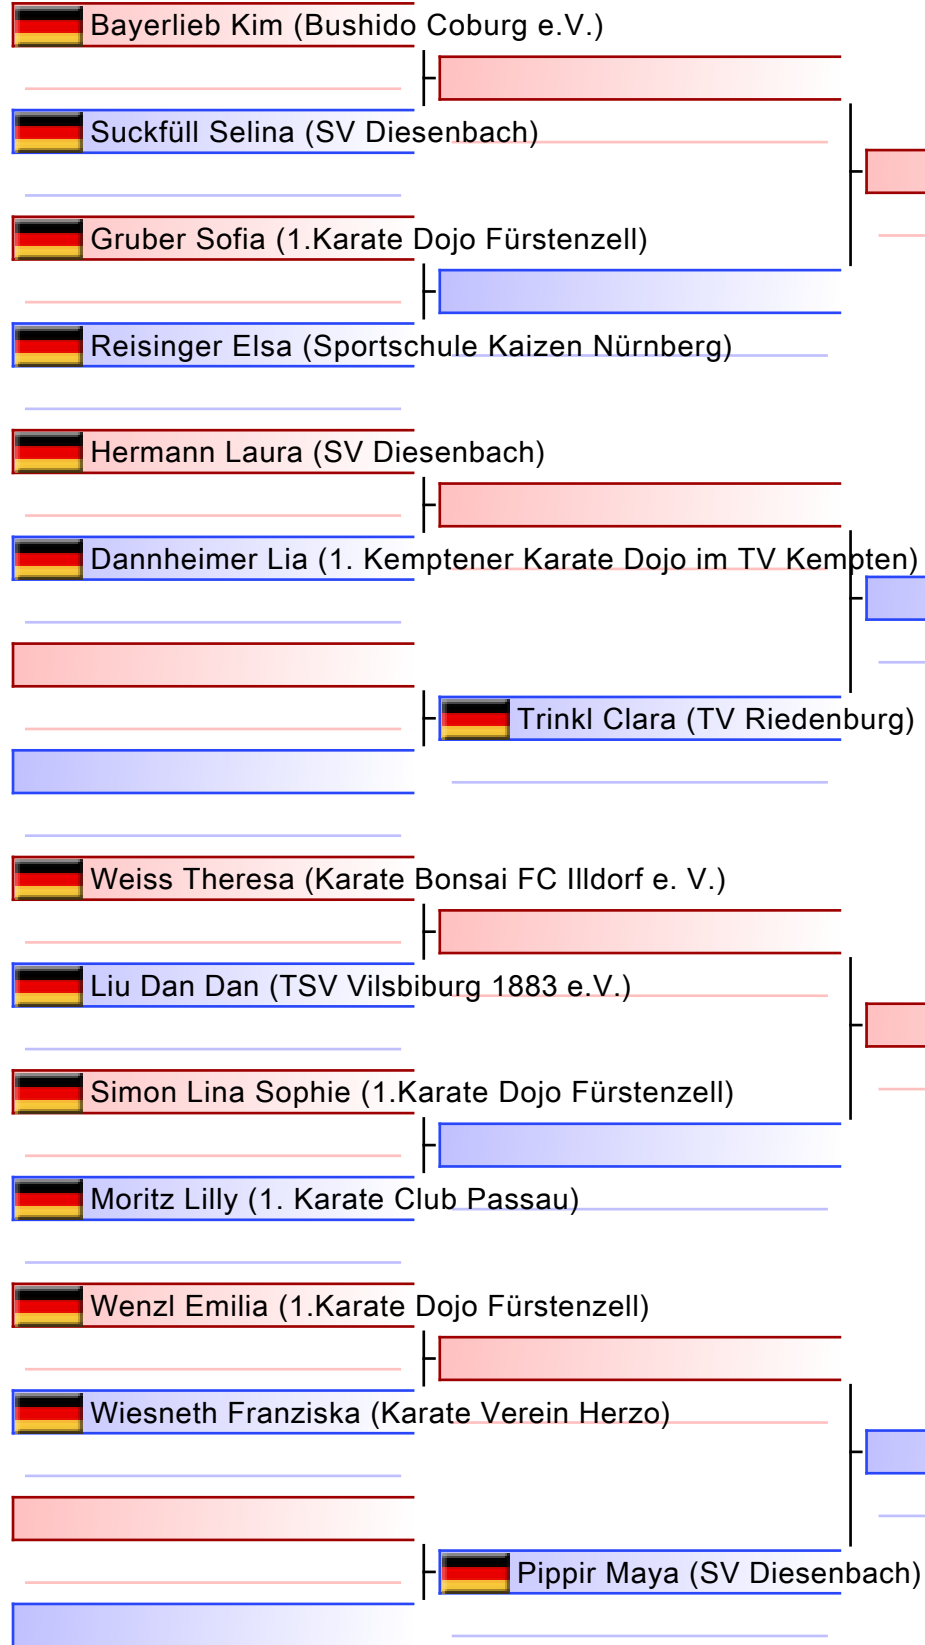 Bayerlieb Kim (Bushido Coburg e.V.)
Suckfüll Selina (SV Diesenbach)
Gruber Sofia (1.Karate Dojo Fürstenzell)
Reisinger Elsa (Sportschule Kaizen Nürnberg)
Hermann Laura (SV Diesenbach)
Dannheimer Lia (1. Kemptener Karate Dojo im TV Kempten)
Trinkl Clara (TV Riedenburg)
Weiss Theresa (Karate Bonsai FC Illdorf e. V.)
Liu Dan Dan (TSV Vilsbiburg 1883 e.V.)
Simon Lina Sophie (1.Karate Dojo Fürstenzell)
Moritz Lilly (1. Karate Club Passau)
Wenzl Emilia (1.Karate Dojo Fürstenzell)
Wiesneth Franziska (Karate Verein Herzo)
Pippir Maya (SV Diesenbach)